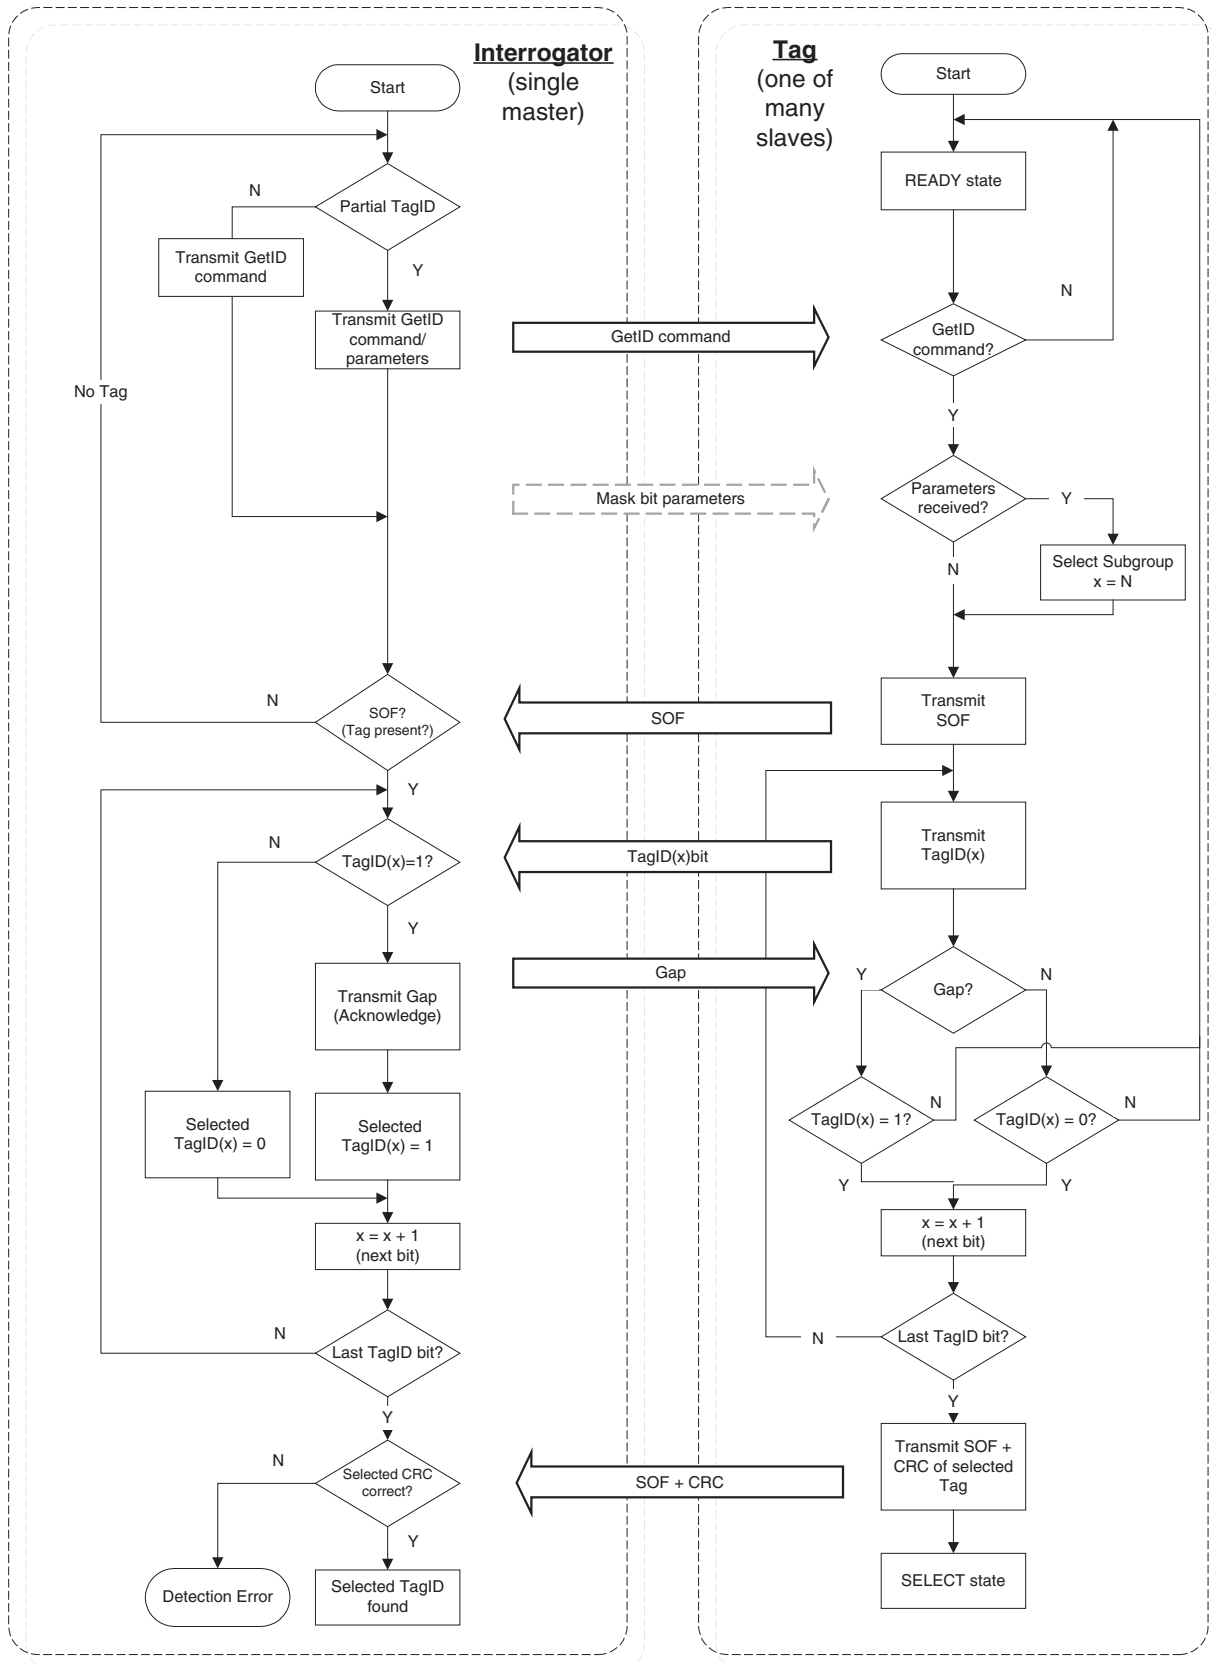 Interrogator
(single
master)
Start
N
Partial TagID
Transmit GetID
command
Y
Transmit GetID
command/
parameters
No Tag
N
SOF?
(Tag present?)
Y
N
TagID(x)=1?
Y
Transmit Gap
(Acknowledge)
Selected
TagID(x) = 0
Selected
TagID(x) = 1
x = x + 1
(next bit)
N
Last TagID bit?
Y
N
Selected CRC
correct?
Y
Detection Error
Selected TagID
found
GetID command
Mask bit parameters
SOF
TagID(x)bit
Gap
SOF + CRC
Tag
(one of
many
slaves)
Start
READY state
N
GetID
command?
Y
Parameters
received?
Y
Select Subgroup
x = N
N
Transmit
SOF
Transmit
TagID(x)
Y
Gap?
N
TagID(x) = 1?
N
TagID(x) = 0?
N
Y
Y
x = x + 1
(next bit)
N
Last TagID bit?
Y
Transmit SOF +
CRC of selected
Tag
SELECT state